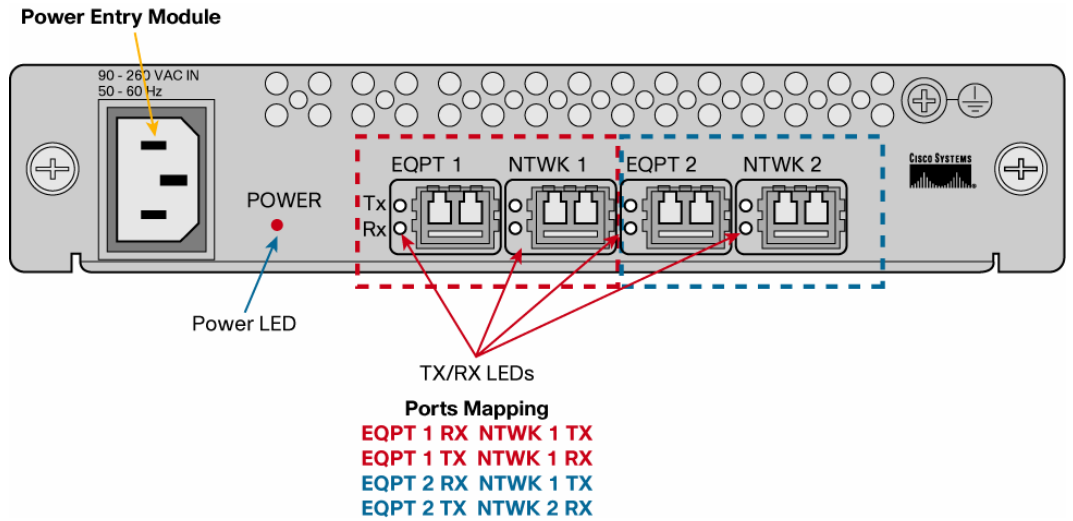 Power Entry Module
90 - 260 VAC IN
50 - 60 Hz
EQPT 1
NTWK 1
EQPT 2
NTWK 2
CISCO SYSTEMS
POWER
Tx
Rx
Power LED
TX/RX LEDs
Ports Mapping
EQPT 1 RX NTWK 1 TX
EQPT 1 TX NTWK 1 RX
EQPT 2 RX NTWK 1 TX
EQPT 2 TX NTWK 2 RX